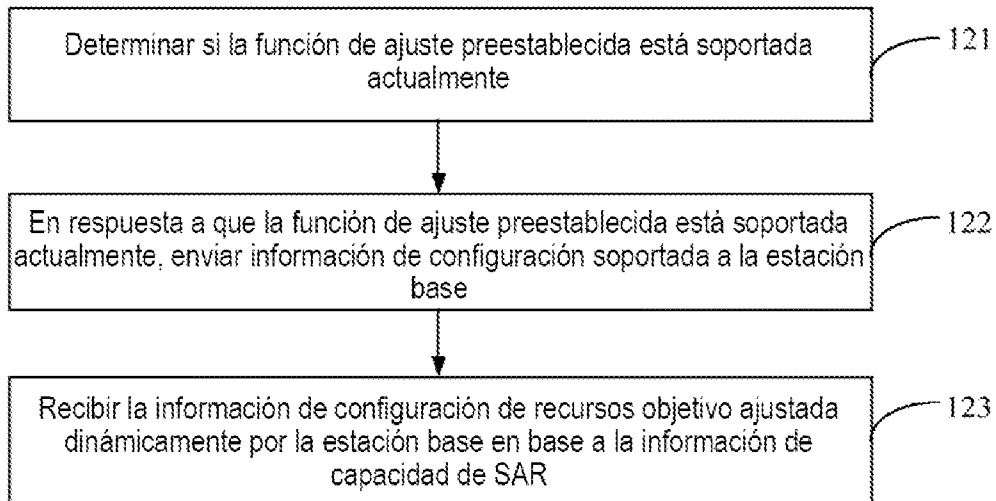 Determinar si la función de ajuste preestablecida está soportada
actualmente
121
En respuesta a que la función de ajuste preestablecida está soportada
actualmente, enviar información de configuración soportada a la estación
base
122
Recibir la información de configuración de recursos objetivo ajustada
dinámicamente por la estación base en base a la información de
capacidad de SAR
123